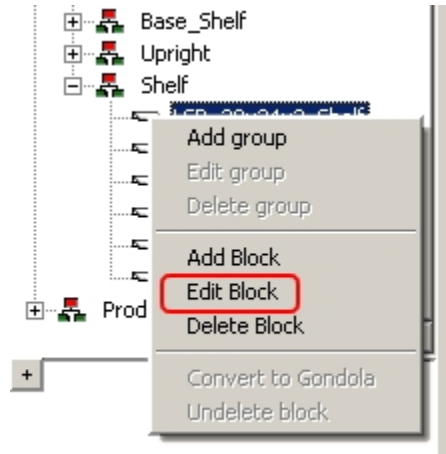 Base_Shelf
Upright
Shelf
Add group
Edit group
Delete group
Add Block
Edit Block
Prod
Delete Block
Convert to Gondola
Undelete block